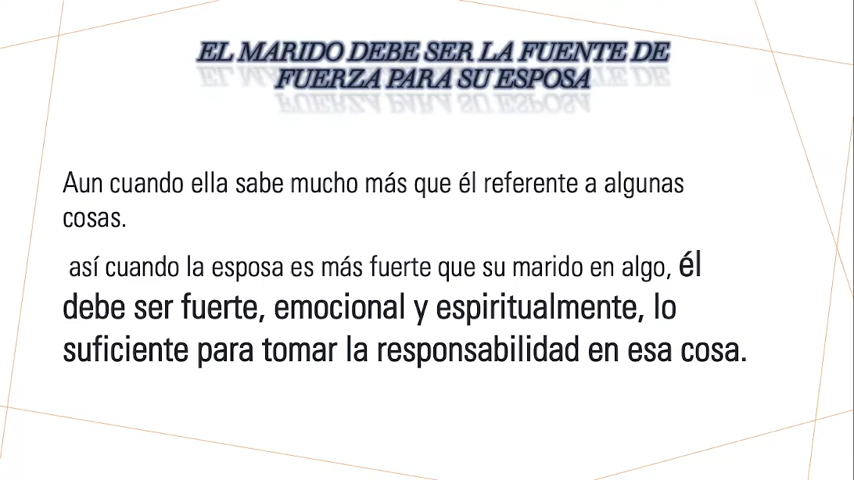 EL MARIDO DEBE SER LA FUENTE DE
FUERZA PARA SU ESPOSA
Aun cuando ella sabe mucho más que él referente a algunas
cosas.
así cuando la esposa es más fuerte que su marido en algo, él
debe ser fuerte, emocional y espiritualmente, lo
suficiente para tomar la responsabilidad en esa cosa.